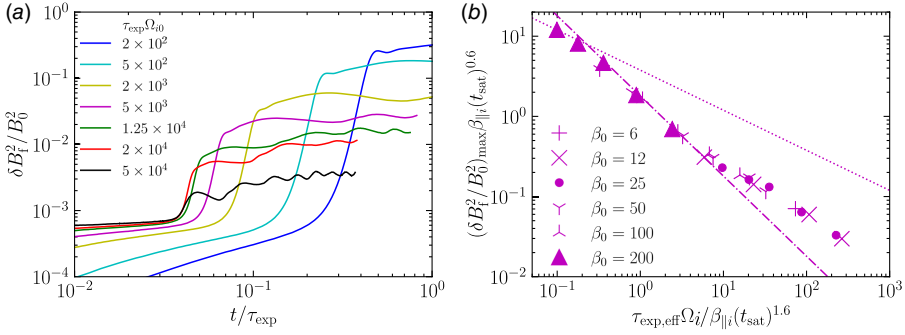 (a)
τ_exp Ω_i0
2 × 10^2
5 × 10^2
2 × 10^3
5 × 10^3
1.25 × 10^4
2 × 10^4
5 × 10^4
10^0
10^-1
10^-2
10^-3
10^-4
δB_f^2/B_0^2
10^-2
10^-1
10^0
t/τ_exp
(b)
10^1
10^0
10^-1
10^-2
(δB_f^2/B_0^2)_max β_∥i(t_sat)^0.6
β_0 = 6
β_0 = 12
β_0 = 25
β_0 = 50
β_0 = 100
β_0 = 200
10^-1
10^0
10^1
10^2
10^3
τ_exp,eff Ω_i/β_∥i(t_sat)^1.6